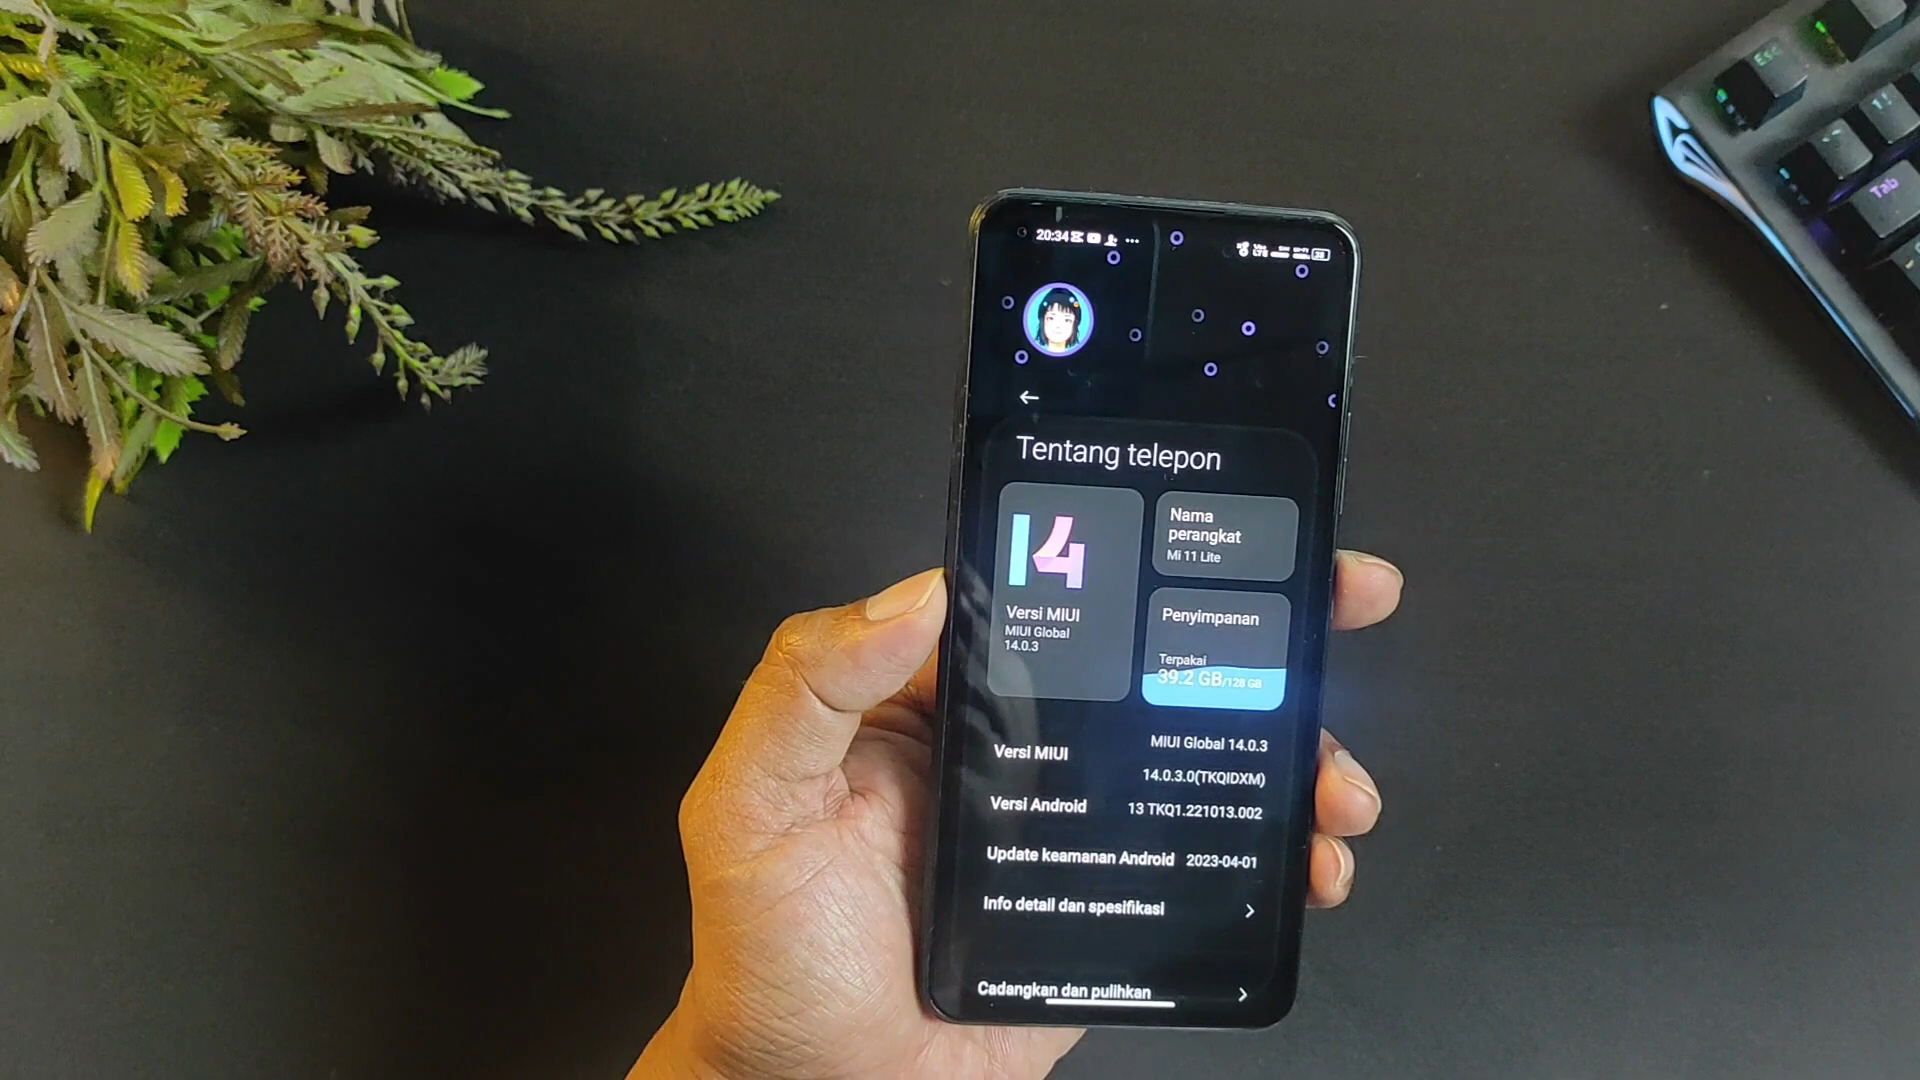 20:34
Tentang telepon
14
Versi MIUI
MIUI Global
14.0.3
Nama
perangkat
Mi 11 Lite
Penyimpanan
Terpakai
39.2 GB/128 GB
Versi MIUI
MIUI Global 14.0.3
14.0.3.0(TKQIDXM)
Versi Android
13 TKQ1.221013.002
Update keamanan Android
2023-04-01
Info detail dan spesifikasi
Cadangkan dan pulihkan
Esc
Tab